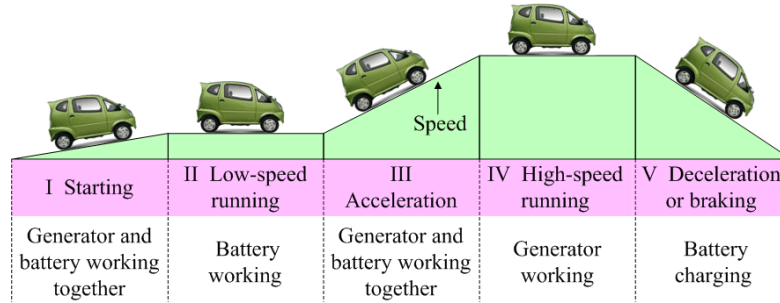 Speed
I Starting
II Low-speed
running
III
Acceleration
IV High-speed
running
V Deceleration
or braking
Generator and
battery working
together
Battery
working
Generator and
battery working
together
Generator
working
Battery
charging